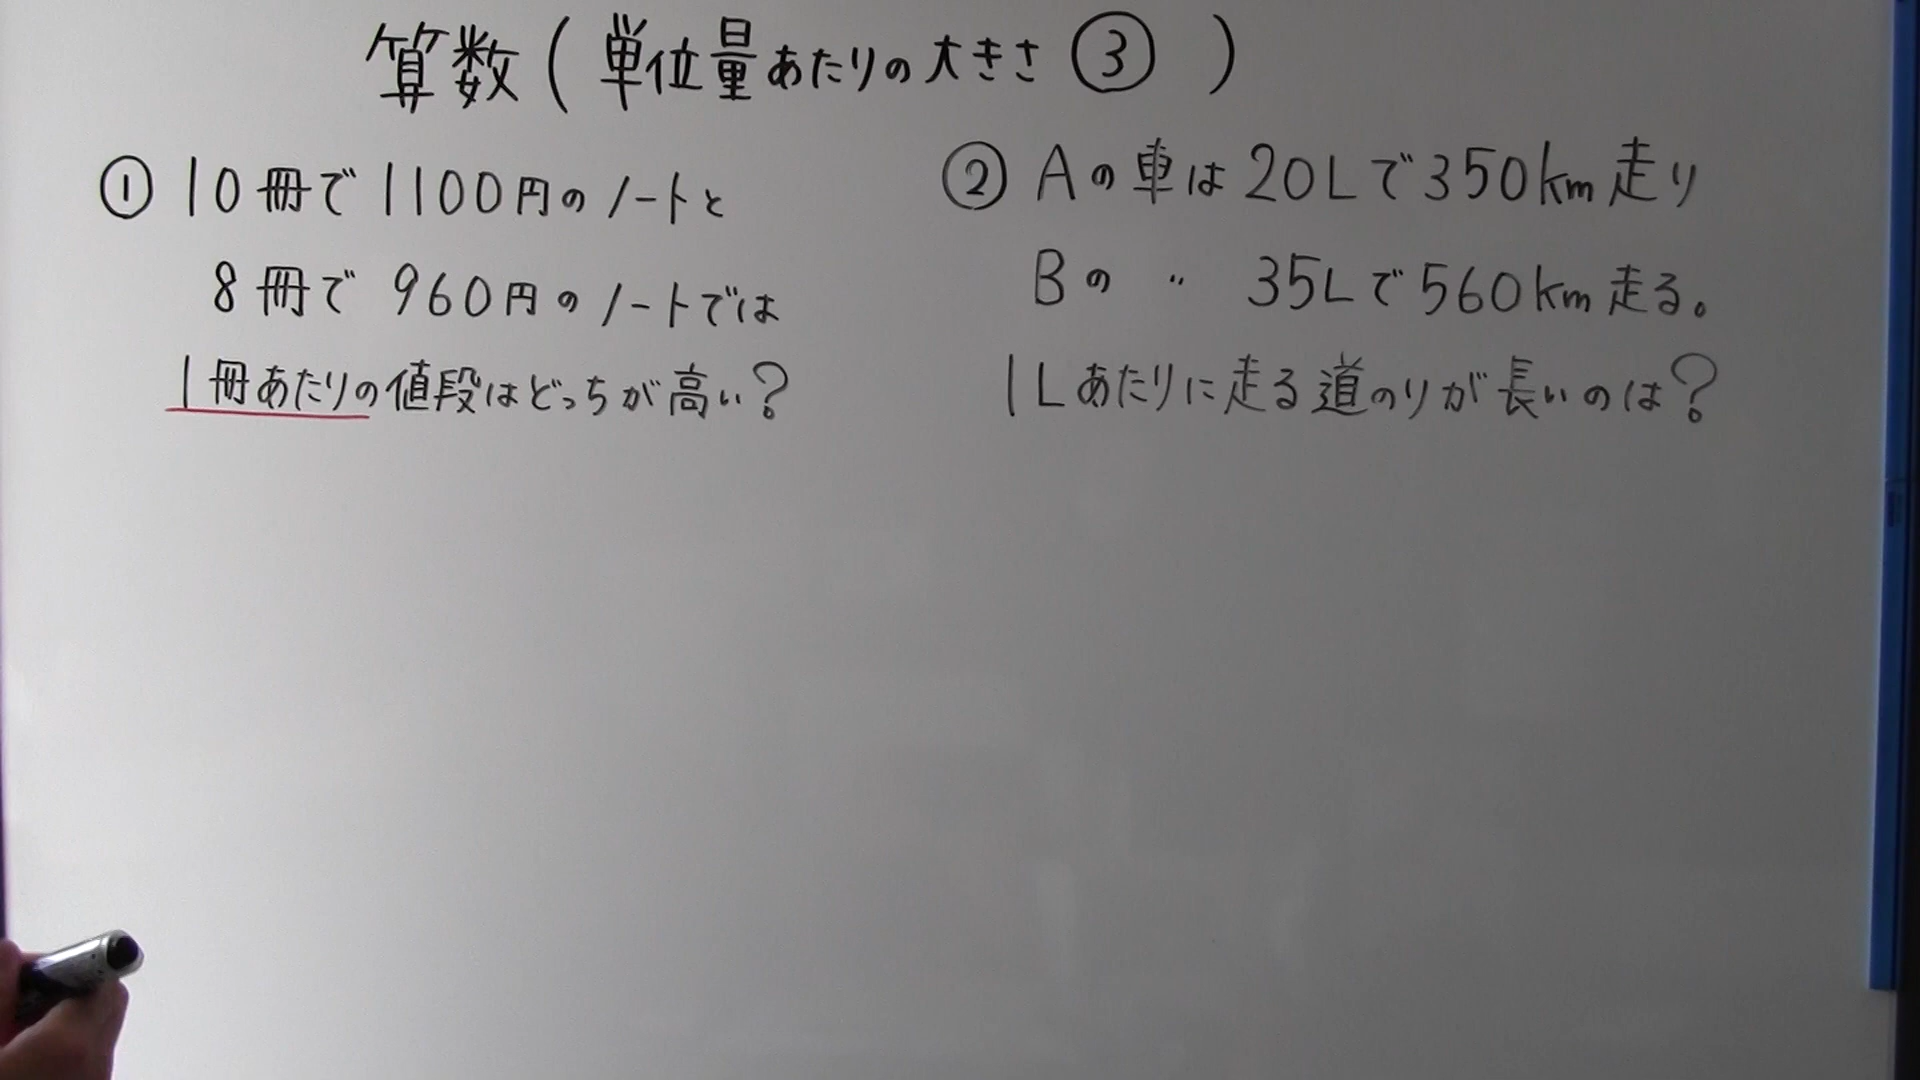 算数(単位量あたりの大きさ③ )
① 10冊で1100円のノートと
8冊で 960円のノートでは
1冊あたりの値段はどっちが高い?
② Aの車は20Lで350km走り
Bの 〃 35Lで560km走る。
1Lあたりに走る道のりが長いのは?